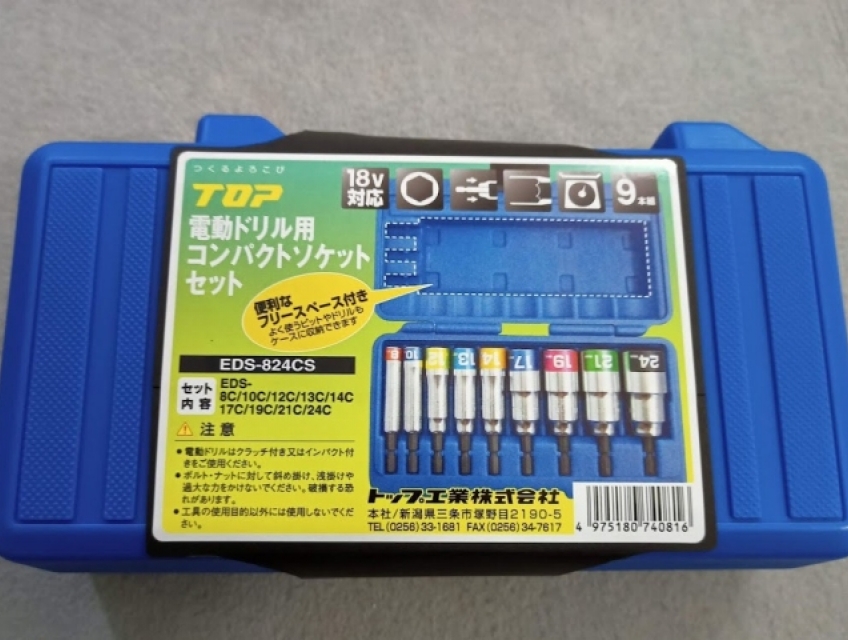 つくるよろこび
TOP
18V
対応
9本組
電動ドリル用
コンパクトソケット
セット
便利な
フリースペース付き
よく使うビットやドリルも
ケースに収納できます
8 10 12 13 14 17 19 21 24
EDS-824CS
セット
内容
EDS-
8C/10C/12C/13C/14C
17C/19C/21C/24C
注意
●電動ドリルはクラッチ付き又はインパクト付
きをご使用ください。
●ボルト・ナットに対して斜め掛け、浅掛けや
過大な力をかけないでください。破損する恐
れがあります。
●工具の使用目的以外には使用しないでくだ
さい。
トップ工業株式会社
本社/新潟県三条市塚野目2190-5
TEL(0256)33-1681 FAX(0256)34-7617
4 975180 740816